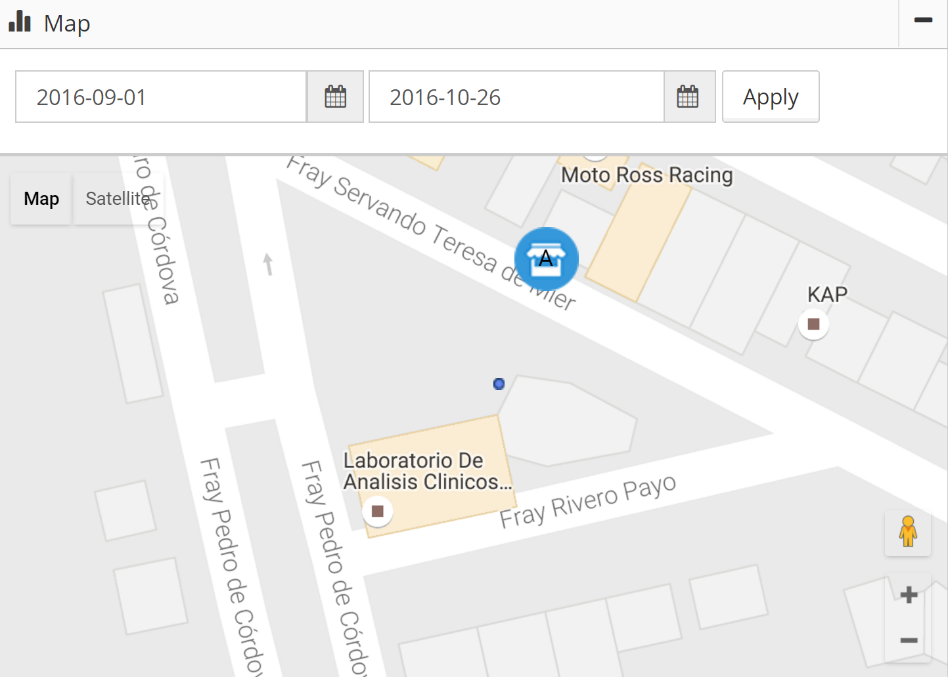 Map
2016-09-01
2016-10-26
Apply
Map
Satellite
ro de Córdova
Fray Servando Teresa de Mier
Moto Ross Racing
A
KAP
Laboratorio De
Analisis Clinicos...
Fray Rivero Payo
Fray Pedro de Córdov
Fray Pedro de Córdo